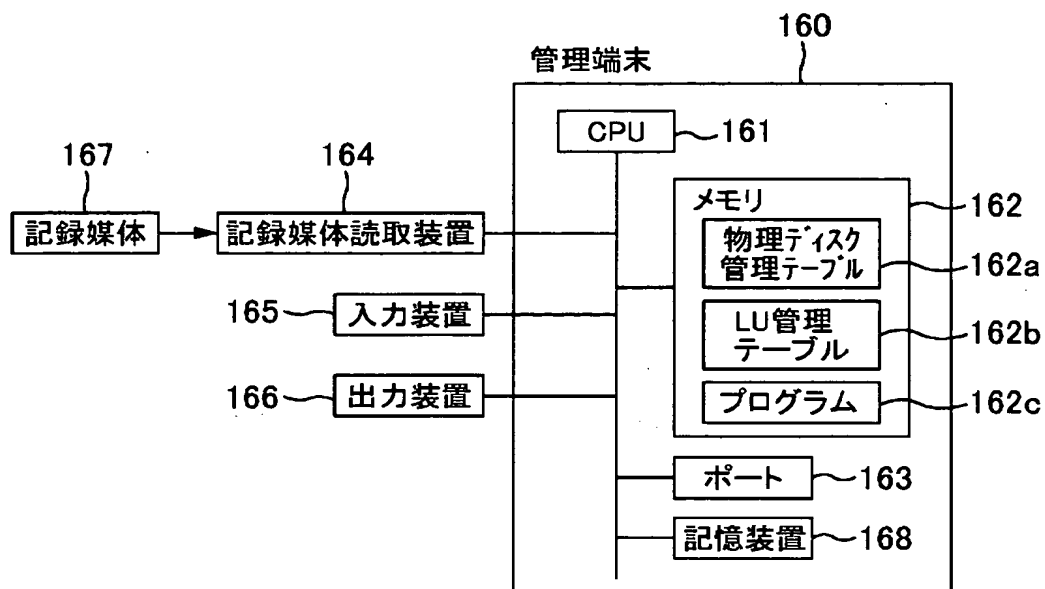 160
管理端末
CPU
161
167
164
メモリ
162
記録媒体
記録媒体読取装置
物理ディスク
管理テーブル
162a
165
入力装置
LU管理
テーブル
162b
166
出力装置
プログラム
162c
ポート
163
記憶装置
168